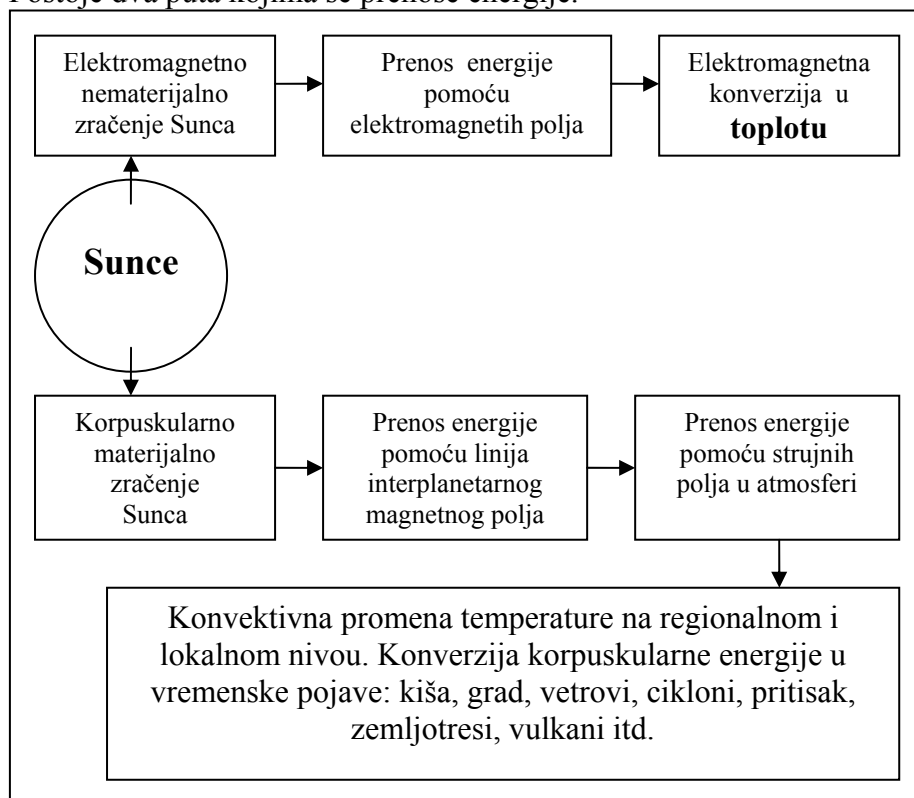 Postoje dva puta kojima se prenose energije.
Elektromagnetno
nematerijalno
zračenje Sunca
Prenos energije
pomoću
elektromagnetih polja
Elektromagnetna
konverzija u
toplotu
Sunce
Korpuskularno
materijalno
zračenje
Sunca
Prenos energije
pomoću linija
interplanetarnog
magnetnog polja
Prenos energije
pomoću strujnih
polja u atmosferi
Konvektivna promena temperature na regionalnom i
lokalnom nivou. Konverzija korpuskularne energije u
vremenske pojave: kiša, grad, vetrovi, cikloni, pritisak,
zemljotresi, vulkani itd.